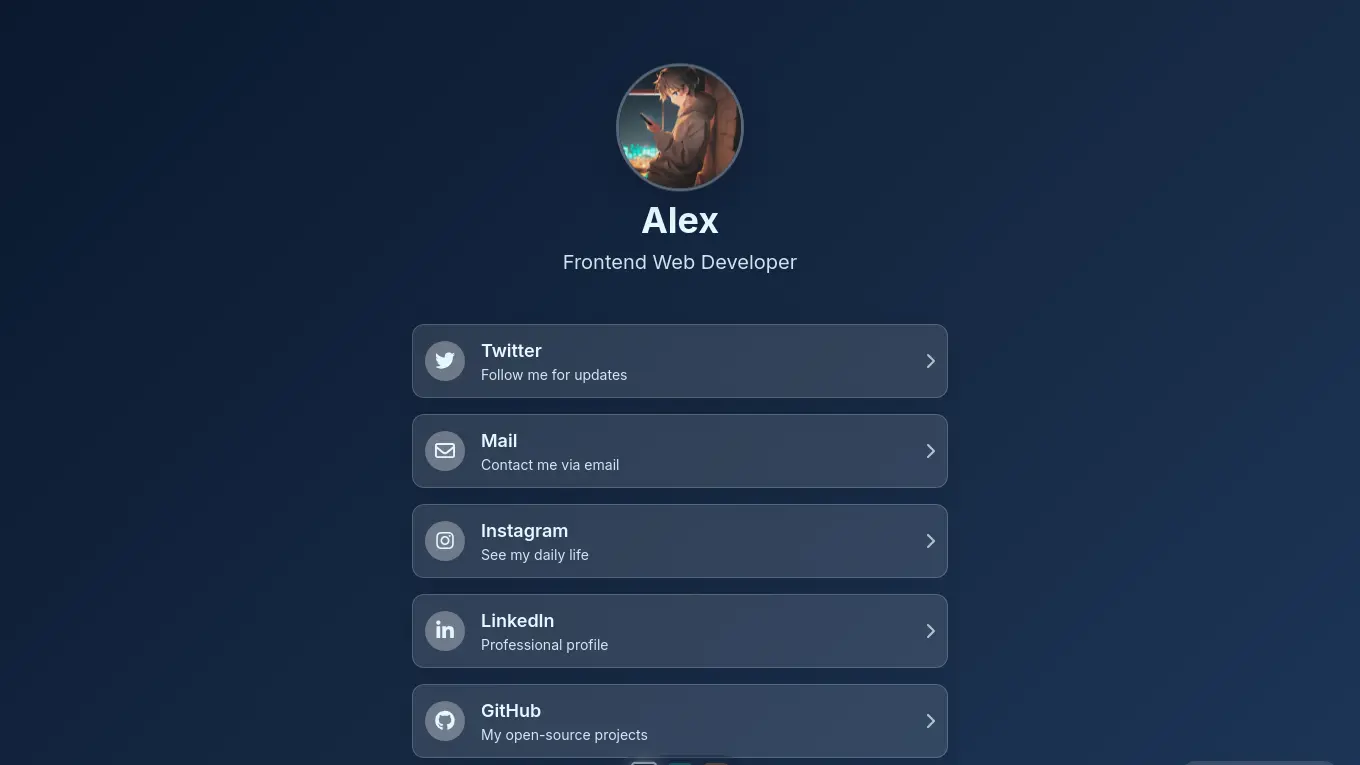 Alex
Frontend Web Developer
Twitter
Follow me for updates
Mail
Contact me via email
Instagram
See my daily life
LinkedIn
Professional profile
GitHub
My open-source projects